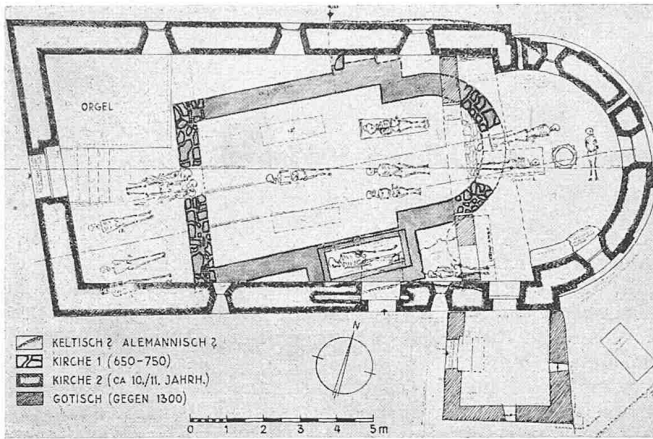 ORGEL
KELTISCH ? ALEMANNISCH ?
KIRCHE 1 (650-750)
KIRCHE 2 (CA 10./11. JAHRH.)
GOTISCH (GEGEN 1300)
N
0 1 2 3 4 5m